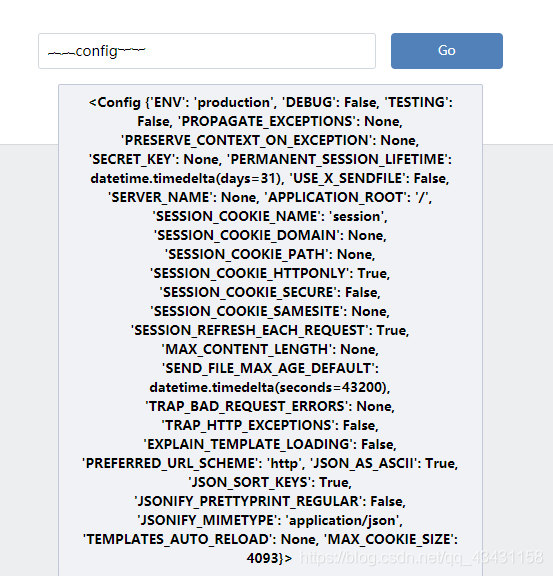 ︷︷config︸︸ Go
<Config {'ENV': 'production', 'DEBUG': False, 'TESTING':
False, 'PROPAGATE_EXCEPTIONS': None,
'PRESERVE_CONTEXT_ON_EXCEPTION': None,
'SECRET_KEY': None, 'PERMANENT_SESSION_LIFETIME':
datetime.timedelta(days=31), 'USE_X_SENDFILE': False,
'SERVER_NAME': None, 'APPLICATION_ROOT': '/',
'SESSION_COOKIE_NAME': 'session',
'SESSION_COOKIE_DOMAIN': None,
'SESSION_COOKIE_PATH': None,
'SESSION_COOKIE_HTTPONLY': True,
'SESSION_COOKIE_SECURE': False,
'SESSION_COOKIE_SAMESITE': None,
'SESSION_REFRESH_EACH_REQUEST': True,
'MAX_CONTENT_LENGTH': None,
'SEND_FILE_MAX_AGE_DEFAULT':
datetime.timedelta(seconds=43200),
'TRAP_BAD_REQUEST_ERRORS': None,
'TRAP_HTTP_EXCEPTIONS': False,
'EXPLAIN_TEMPLATE_LOADING': False,
'PREFERRED_URL_SCHEME': 'http', 'JSON_AS_ASCII': True,
'JSON_SORT_KEYS': True,
'JSONIFY_PRETTYPRINT_REGULAR': False,
'JSONIFY_MIMETYPE': 'application/json',
'TEMPLATES_AUTO_RELOAD': None, 'MAX_COOKIE_SIZE':
4093}>
https://blog.csdn.net/qq_43431158